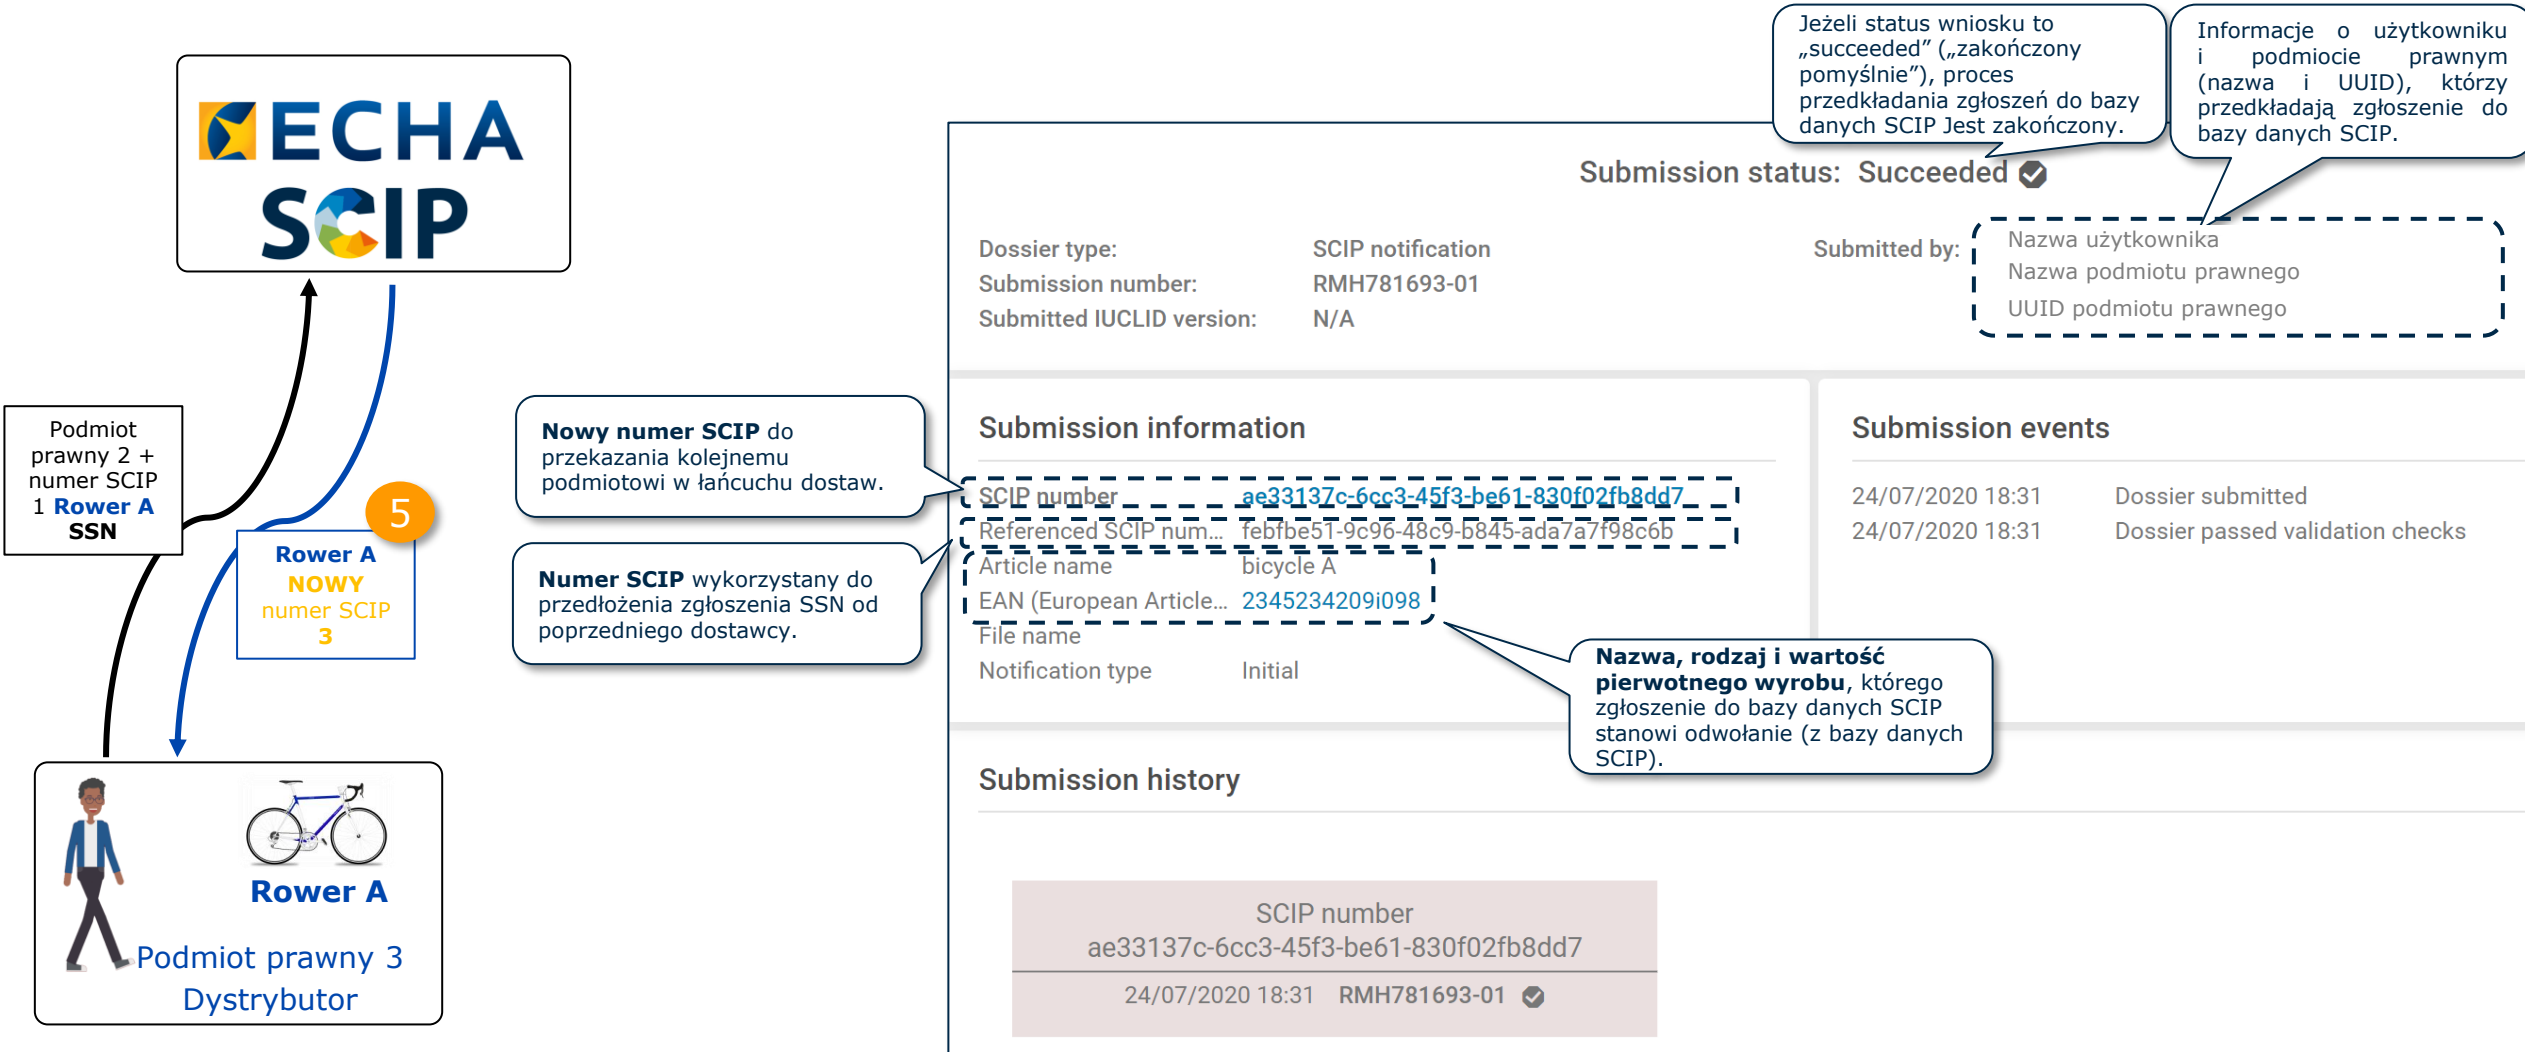 ECHA
SCIP
Podmiot
prawny 2 +
numer SCIP
1 Rower A
SSN
5
Rower A
NOWY
numer SCIP
3
Rower A
Podmiot prawny 3
Dystrybutor
Jeżeli status wniosku to
„succeeded” („zakończony
pomyślnie”), proces
przedkładania zgłoszeń do bazy
danych SCIP Jest zakończony.
Informacje o użytkowniku
i podmiocie prawnym
(nazwa i UUID), którzy
przedkładają zgłoszenie do
bazy danych SCIP.
Submission status: Succeeded
Dossier type: SCIP notification
Submission number: RMH781693-01
Submitted IUCLID version: N/A
Submitted by: Nazwa użytkownika
Nazwa podmiotu prawnego
UUID podmiotu prawnego
Nowy numer SCIP do
przekazania kolejnemu
podmiotowi w łańcuchu dostaw.
Numer SCIP wykorzystany do
przedłożenia zgłoszenia SSN od
poprzedniego dostawcy.
Submission information
SCIP number ae33137c-6cc3-45f3-be61-830f02fb8dd7
Referenced SCIP num... febfbe51-9c96-48c9-b845-ada7a7f98c6b
Article name bicycle A
EAN (European Article... 2345234209i098
File name
Notification type Initial
Nazwa, rodzaj i wartość
pierwotnego wyrobu, którego
zgłoszenie do bazy danych SCIP
stanowi odwołanie (z bazy danych
SCIP).
Submission events
24/07/2020 18:31 Dossier submitted
24/07/2020 18:31 Dossier passed validation checks
Submission history
SCIP number
ae33137c-6cc3-45f3-be61-830f02fb8dd7
24/07/2020 18:31 RMH781693-01